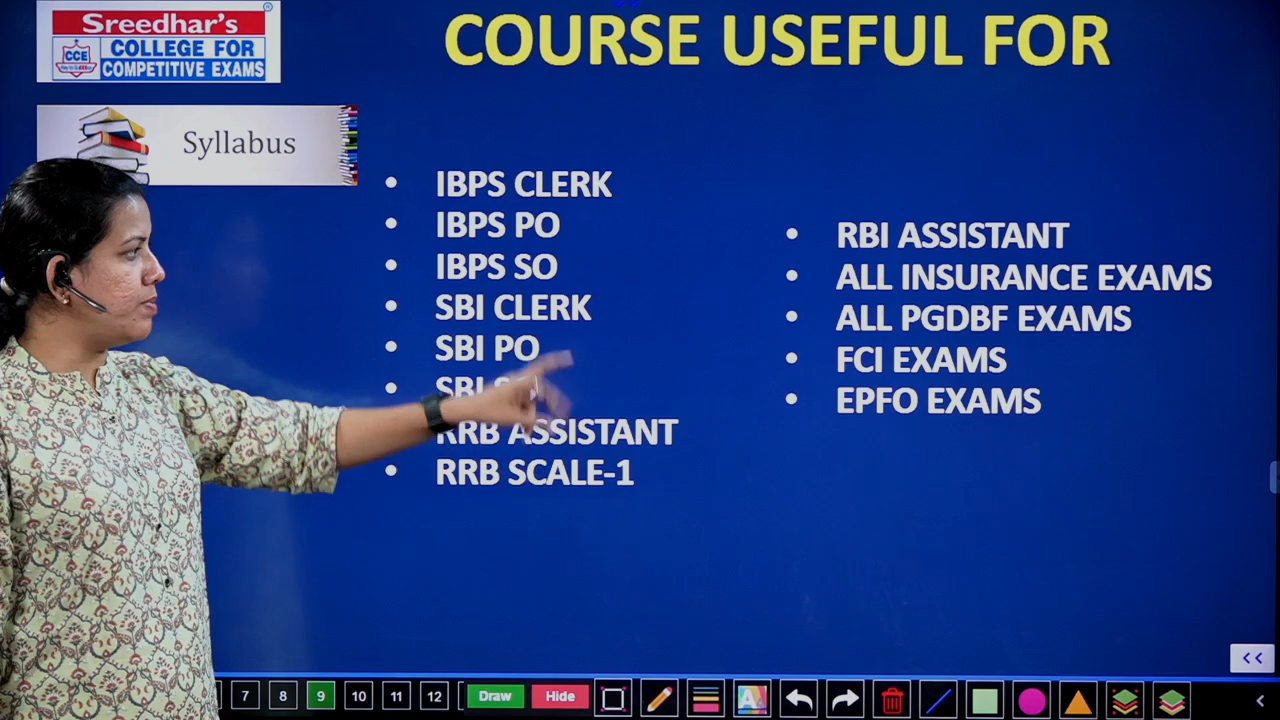 Sreedhar's
CCE
COLLEGE FOR
COMPETITIVE EXAMS
COURSE USEFUL FOR
Syllabus
• IBPS CLERK
• IBPS PO
• IBPS SO
• SBI CLERK
• SBI PO
• SBI
RRB ASSISTANT
• RRB SCALE-1
• RBI ASSISTANT
• ALL INSURANCE EXAMS
• ALL PGDBF EXAMS
• FCI EXAMS
• EPFO EXAMS
<<
7 8 9 10 11 12 Draw Hide A